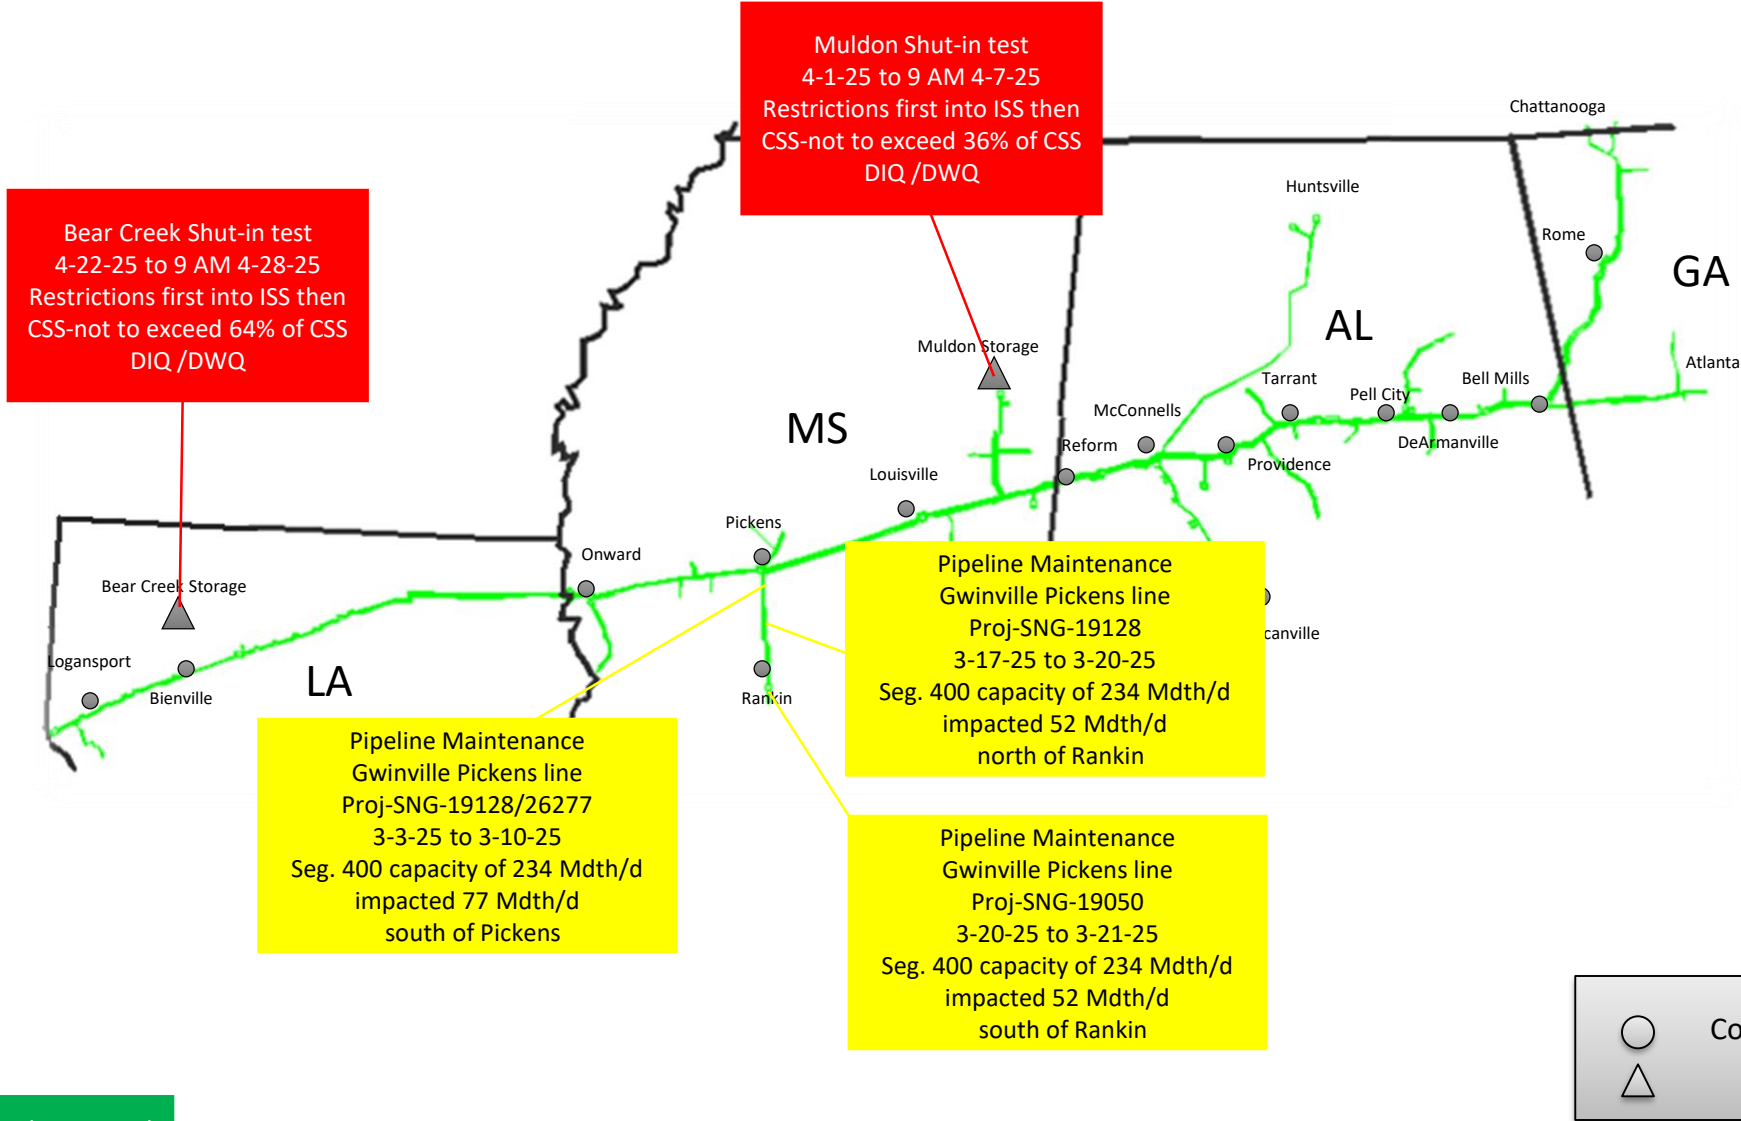 Muldon Shut-in test
4-1-25 to 9 AM 4-7-25
Restrictions first into ISS then
CSS-not to exceed 36% of CSS
DIQ /DWQ
Chattanooga
Huntsville
Bear Creek Shut-in test
4-22-25 to 9 AM 4-28-25
Restrictions first into ISS then
CSS-not to exceed 64% of CSS
DIQ /DWQ
Rome
GA
AL
Muldon Storage
Atlanta
Tarrant
Pell City
Bell Mills
McConnells
MS
Reform
DeArmanville
Providence
Louisville
Pickens
Onward
Bear Creek Storage
canville
Logansport
Bienville
LA
Rankin
Pipeline Maintenance
Gwinville Pickens line
Proj-SNG-19128
3-17-25 to 3-20-25
Seg. 400 capacity of 234 Mdth/d
impacted 52 Mdth/d
north of Rankin
Pipeline Maintenance
Gwinville Pickens line
Proj-SNG-19128/26277
3-3-25 to 3-10-25
Seg. 400 capacity of 234 Mdth/d
impacted 77 Mdth/d
south of Pickens
Pipeline Maintenance
Gwinville Pickens line
Proj-SNG-19050
3-20-25 to 3-21-25
Seg. 400 capacity of 234 Mdth/d
impacted 52 Mdth/d
south of Rankin
Co